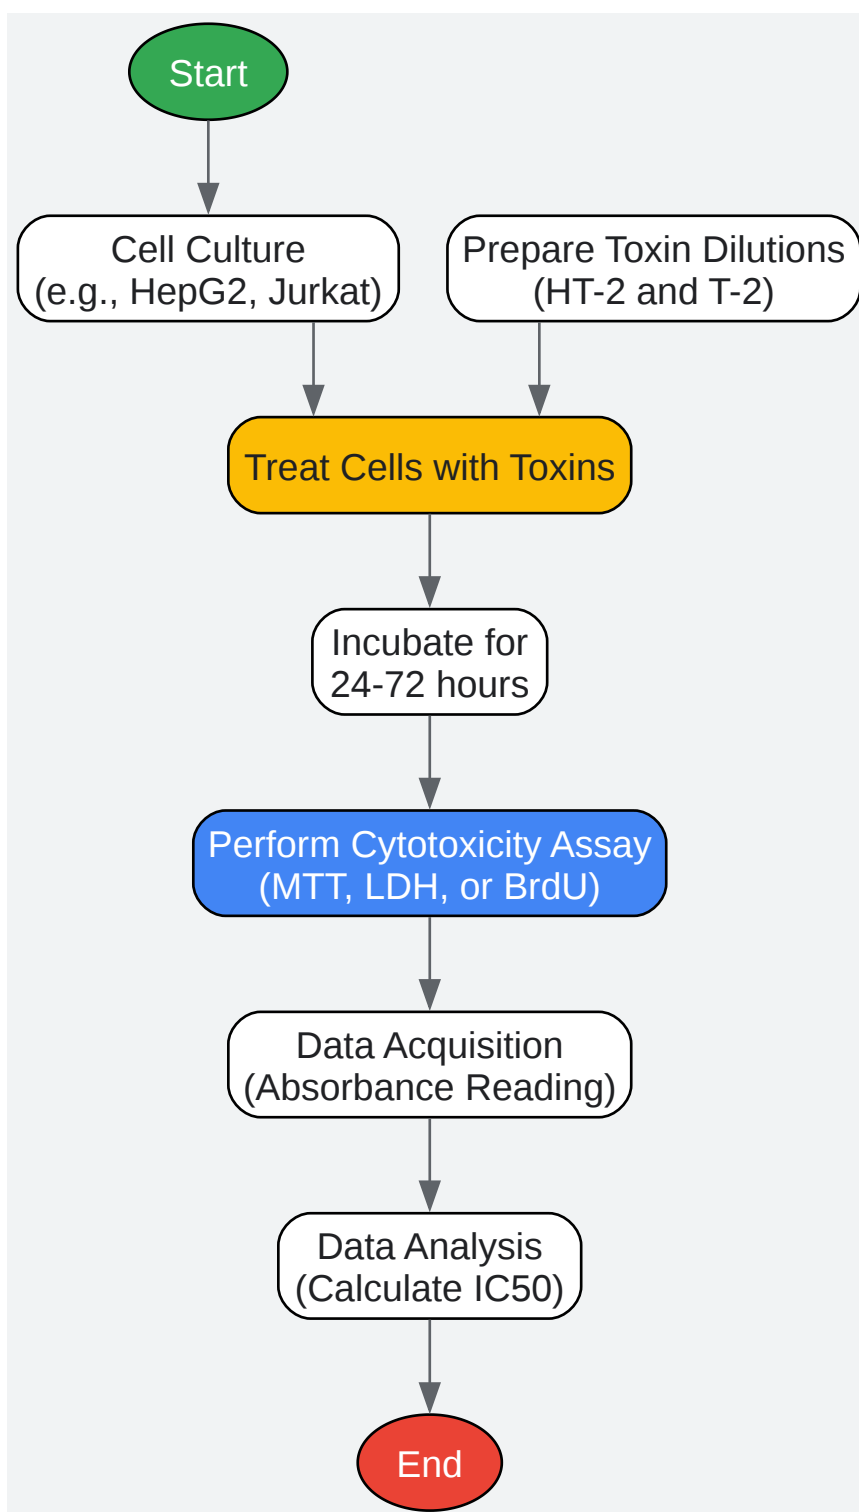 Start
Cell Culture
(e.g., HepG2, Jurkat)
Prepare Toxin Dilutions
(HT-2 and T-2)
Treat Cells with Toxins
Incubate for
24-72 hours
Perform Cytotoxicity Assay
(MTT, LDH, or BrdU)
Data Acquisition
(Absorbance Reading)
Data Analysis
(Calculate IC50)
End